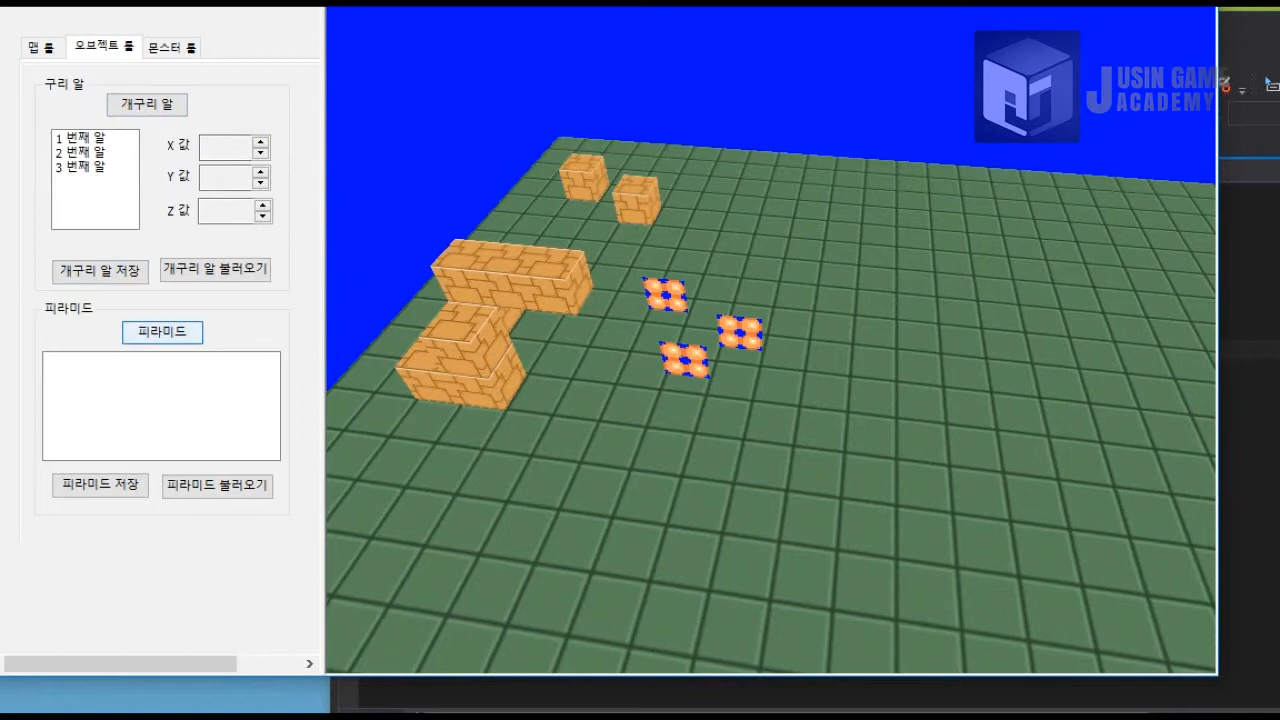 맵 툴
오브젝트 툴
몬스터 툴
구리 알
개구리 알
1 번째 알
2 번째 알
3 번째 알
X 값
Y 값
Z 값
개구리 알 저장
개구리 알 불러오기
피라미드
피라미드
피라미드 저장
피라미드 불러오기
JUSIN GAME
ACADEMY